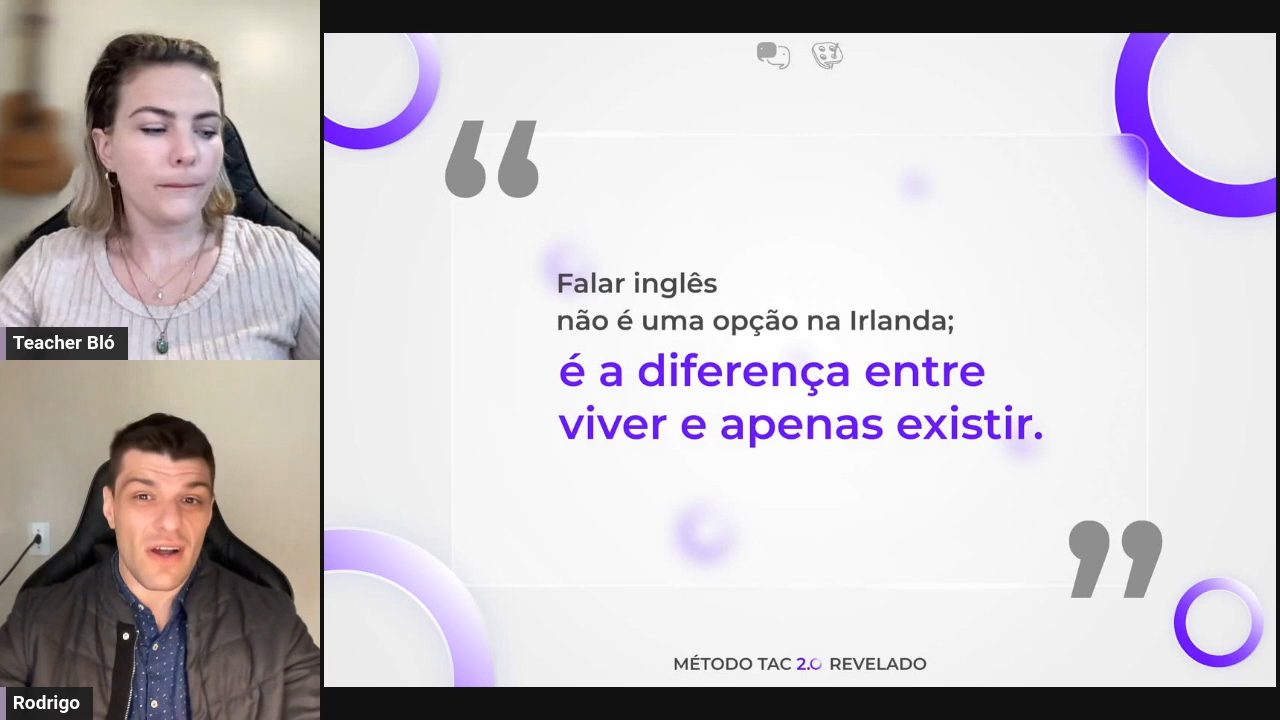 Teacher Bló
Rodrigo
“
Falar inglês
não é uma opção na Irlanda;
é a diferença entre
viver e apenas existir.
”
MÉTODO TAC 2.0 REVELADO